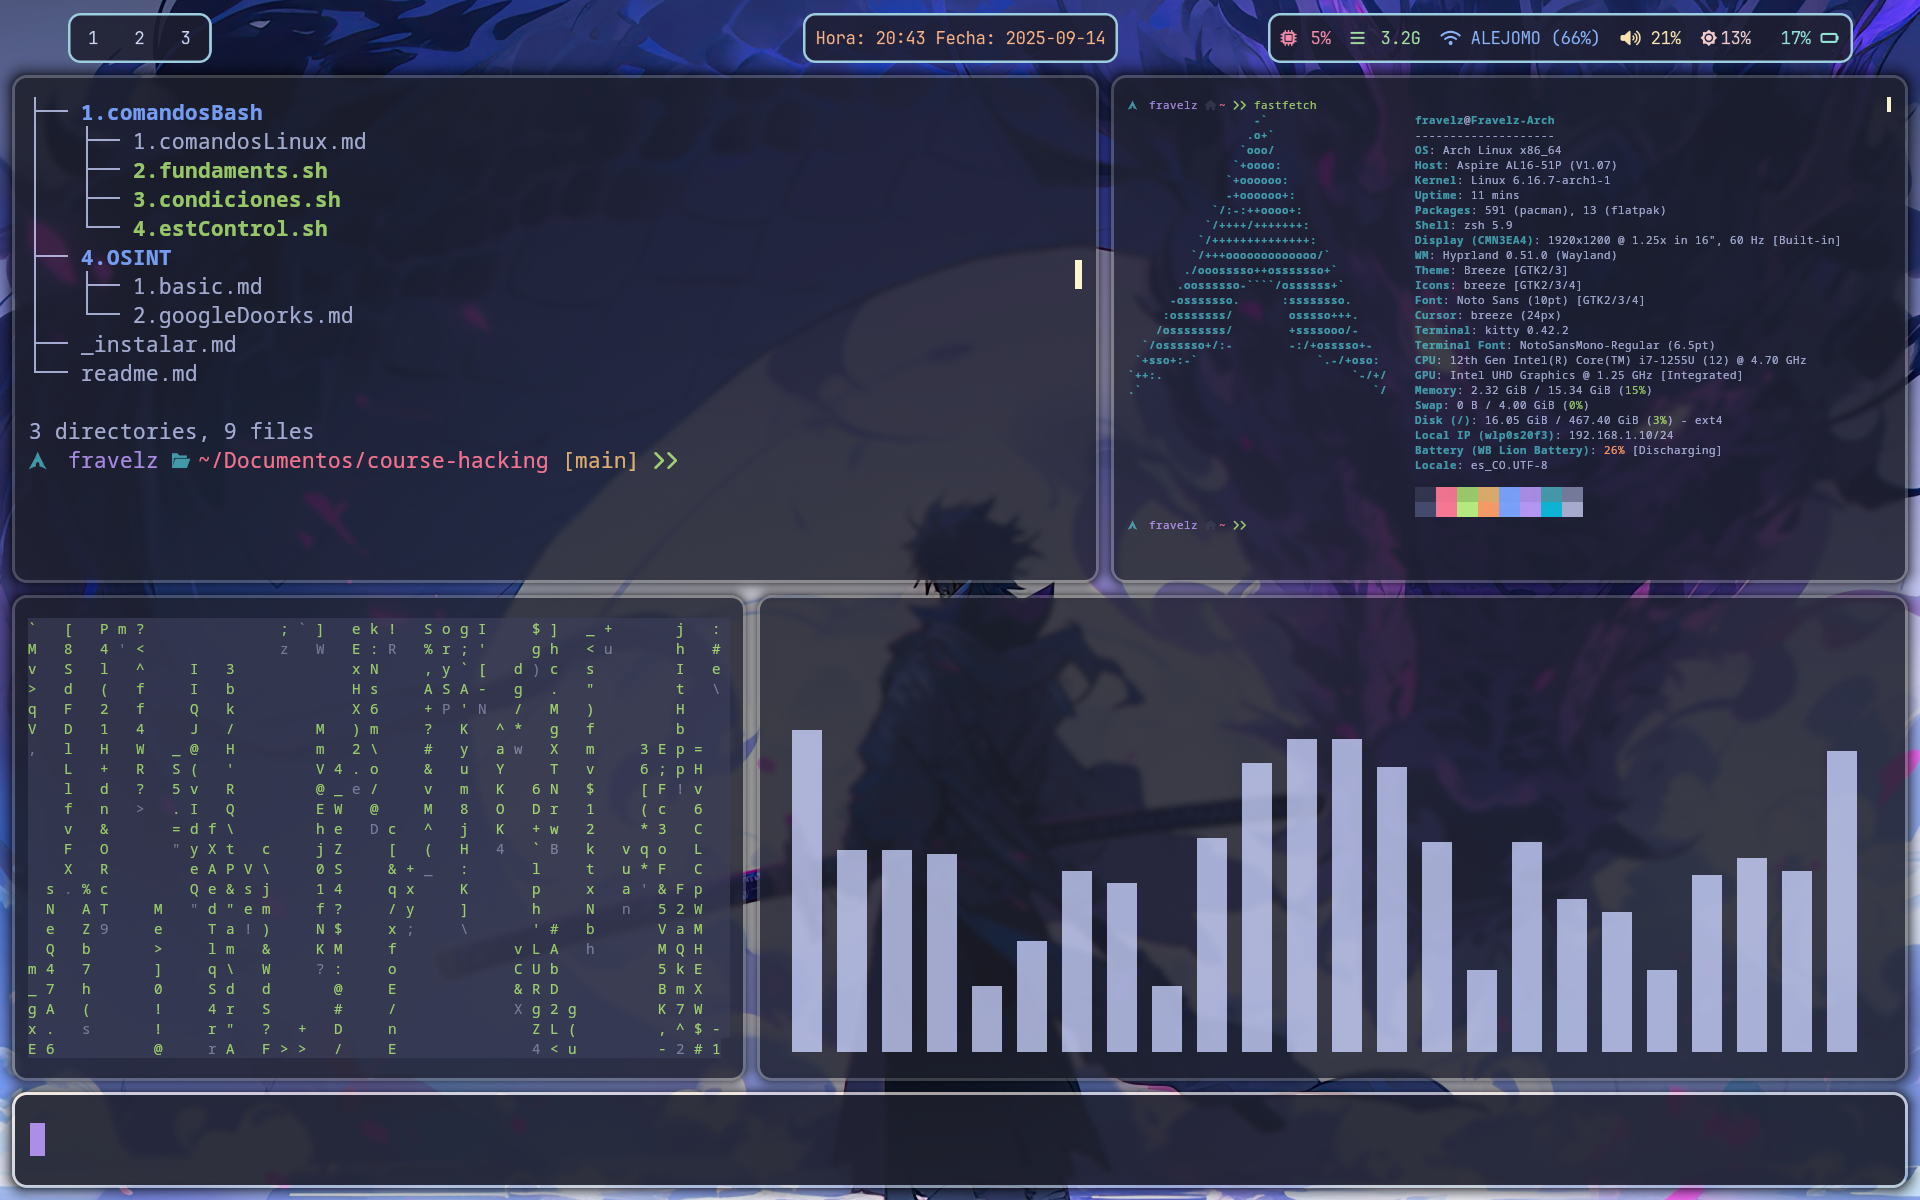 1 2 3
Hora: 20:43 Fecha: 2025-09-14
5% 3.2G ALEJOMO (66%) 21% 13% 17%
1.comandosBash
1.comandosLinux.md
2.fundaments.sh
3.condiciones.sh
4.estControl.sh
4.OSINT
1.basic.md
2.googleDoorks.md
_instalar.md
readme.md
3 directories, 9 files
fravelz ~/Documentos/course-hacking [main] >>
fravelz ~ >> fastfetch
fravelz@Fravelz-Arch
--------------------
OS: Arch Linux x86_64
Host: Aspire AL16-51P (V1.07)
Kernel: Linux 6.16.7-arch1-1
Uptime: 11 mins
Packages: 591 (pacman), 13 (flatpak)
Shell: zsh 5.9
Display (CMN3EA4): 1920x1200 @ 1.25x in 16", 60 Hz [Built-in]
WM: Hyprland 0.51.0 (Wayland)
Theme: Breeze [GTK2/3]
Icons: breeze [GTK2/3/4]
Font: Noto Sans (10pt) [GTK2/3/4]
Cursor: breeze (24px)
Terminal: kitty 0.42.2
Terminal Font: NotoSansMono-Regular (6.5pt)
CPU: 12th Gen Intel(R) Core(TM) i7-1255U (12) @ 4.70 GHz
GPU: Intel UHD Graphics @ 1.25 GHz [Integrated]
Memory: 2.32 GiB / 15.34 GiB (15%)
Swap: 0 B / 4.00 GiB (0%)
Disk (/): 16.05 GiB / 467.40 GiB (3%) - ext4
Local IP (wlp0s20f3): 192.168.1.10/24
Battery (WB Lion Battery): 26% [Discharging]
Locale: es_CO.UTF-8
fravelz ~ >>